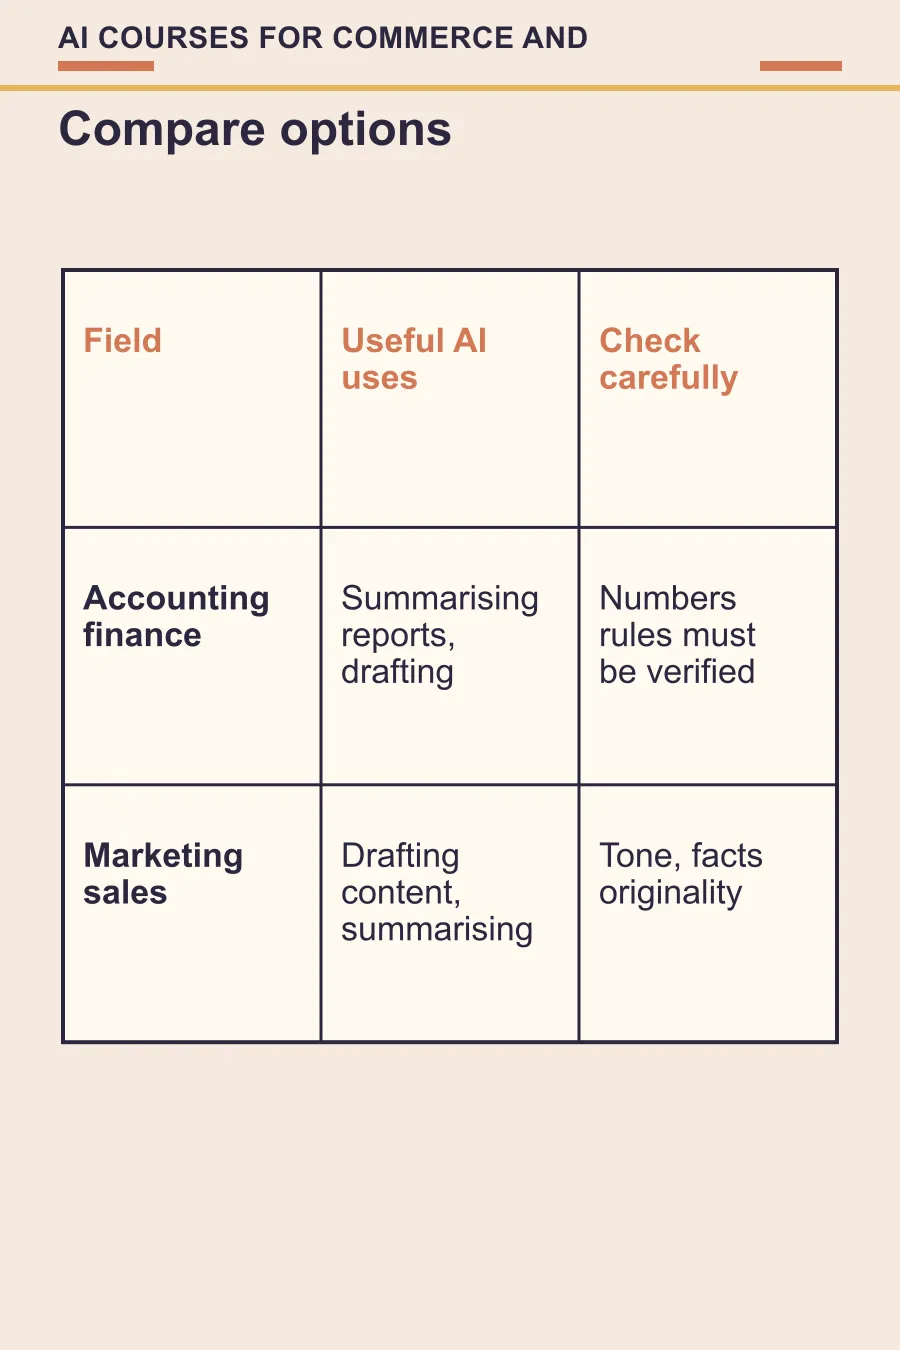 AI COURSES FOR COMMERCE AND
Compare options
Field
Useful AI
uses
Check
carefully
Accounting
finance
Summarising
reports,
drafting
Numbers
rules must
be verified
Marketing
sales
Drafting
content,
summarising
Tone, facts
originality